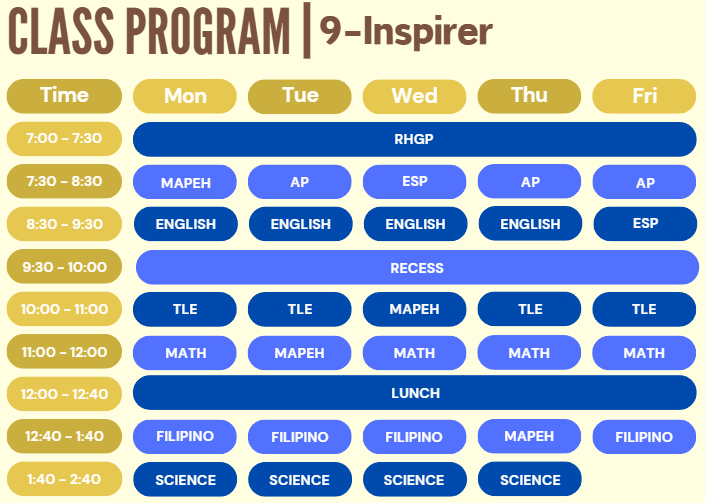 CLASS PROGRAM | 9-Inspirer
Time Mon Tue Wed Thu Fri
7:00 - 7:30 RHGP
7:30 - 8:30 MAPEH AP ESP AP AP
8:30 - 9:30 ENGLISH ENGLISH ENGLISH ENGLISH ESP
9:30 - 10:00 RECESS
10:00 - 11:00 TLE TLE MAPEH TLE TLE
11:00 - 12:00 MATH MAPEH MATH MATH MATH
12:00 - 12:40 LUNCH
12:40 - 1:40 FILIPINO FILIPINO FILIPINO MAPEH FILIPINO
1:40 - 2:40 SCIENCE SCIENCE SCIENCE SCIENCE